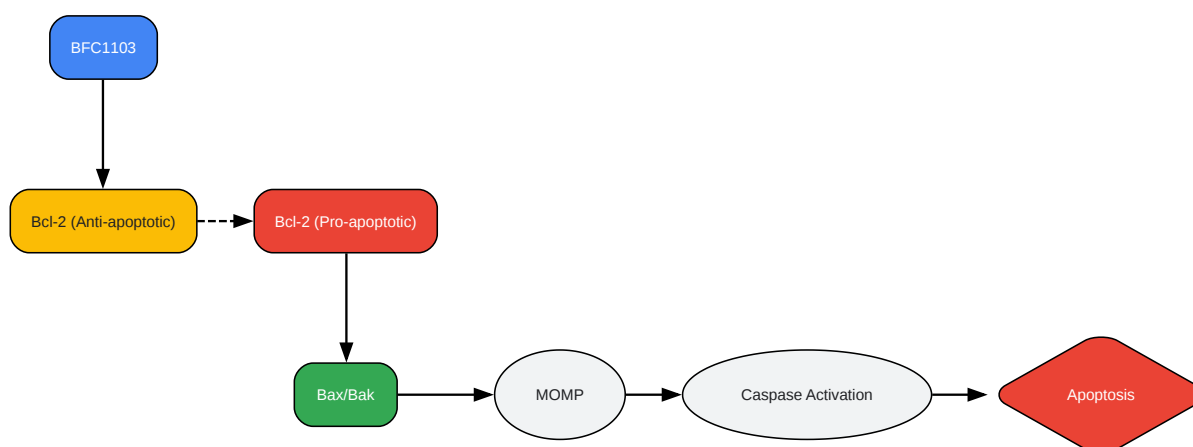 BFC1103
Bcl-2 (Anti-apoptotic)
Bcl-2 (Pro-apoptotic)
Bax/Bak
MOMP
Caspase Activation
Apoptosis